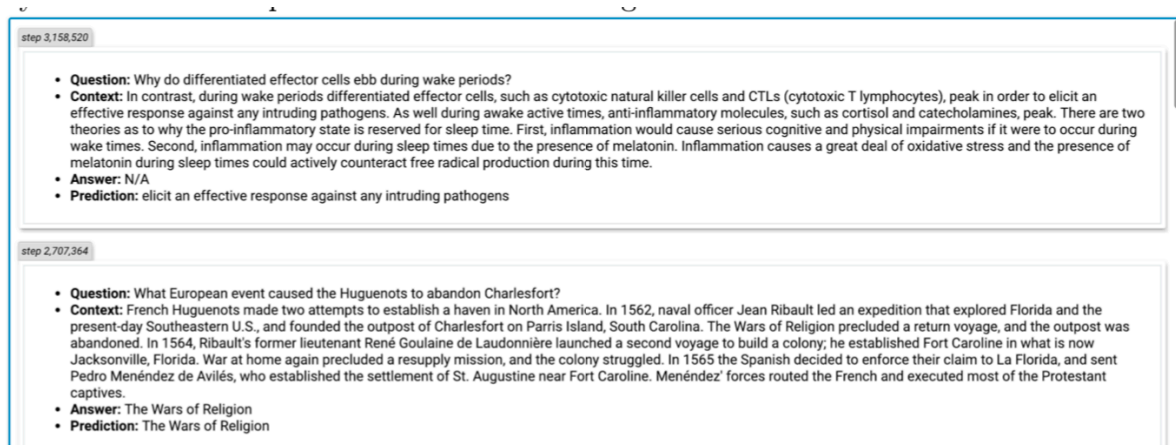 step 3,158,520
• Question: Why do differentiated effector cells ebb during wake periods?
• Context: In contrast, during wake periods differentiated effector cells, such as cytotoxic natural killer cells and CTLs (cytotoxic T lymphocytes), peak in order to elicit an
effective response against any intruding pathogens. As well during awake active times, anti-inflammatory molecules, such as cortisol and catecholamines, peak. There are two
theories as to why the pro-inflammatory state is reserved for sleep time. First, inflammation would cause serious cognitive and physical impairments if it were to occur during
wake times. Second, inflammation may occur during sleep times due to the presence of melatonin. Inflammation causes a great deal of oxidative stress and the presence of
melatonin during sleep times could actively counteract free radical production during this time.
• Answer: N/A
• Prediction: elicit an effective response against any intruding pathogens
step 2,707,364
• Question: What European event caused the Huguenots to abandon Charlesfort?
• Context: French Huguenots made two attempts to establish a haven in North America. In 1562, naval officer Jean Ribault led an expedition that explored Florida and the
present-day Southeastern U.S., and founded the outpost of Charlesfort on Parris Island, South Carolina. The Wars of Religion precluded a return voyage, and the outpost was
abandoned. In 1564, Ribault's former lieutenant René Goulaine de Laudonnière launched a second voyage to build a colony; he established Fort Caroline in what is now
Jacksonville, Florida. War at home again precluded a resupply mission, and the colony struggled. In 1565 the Spanish decided to enforce their claim to La Florida, and sent
Pedro Menéndez de Avilés, who established the settlement of St. Augustine near Fort Caroline. Menéndez' forces routed the French and executed most of the Protestant
captives.
• Answer: The Wars of Religion
• Prediction: The Wars of Religion